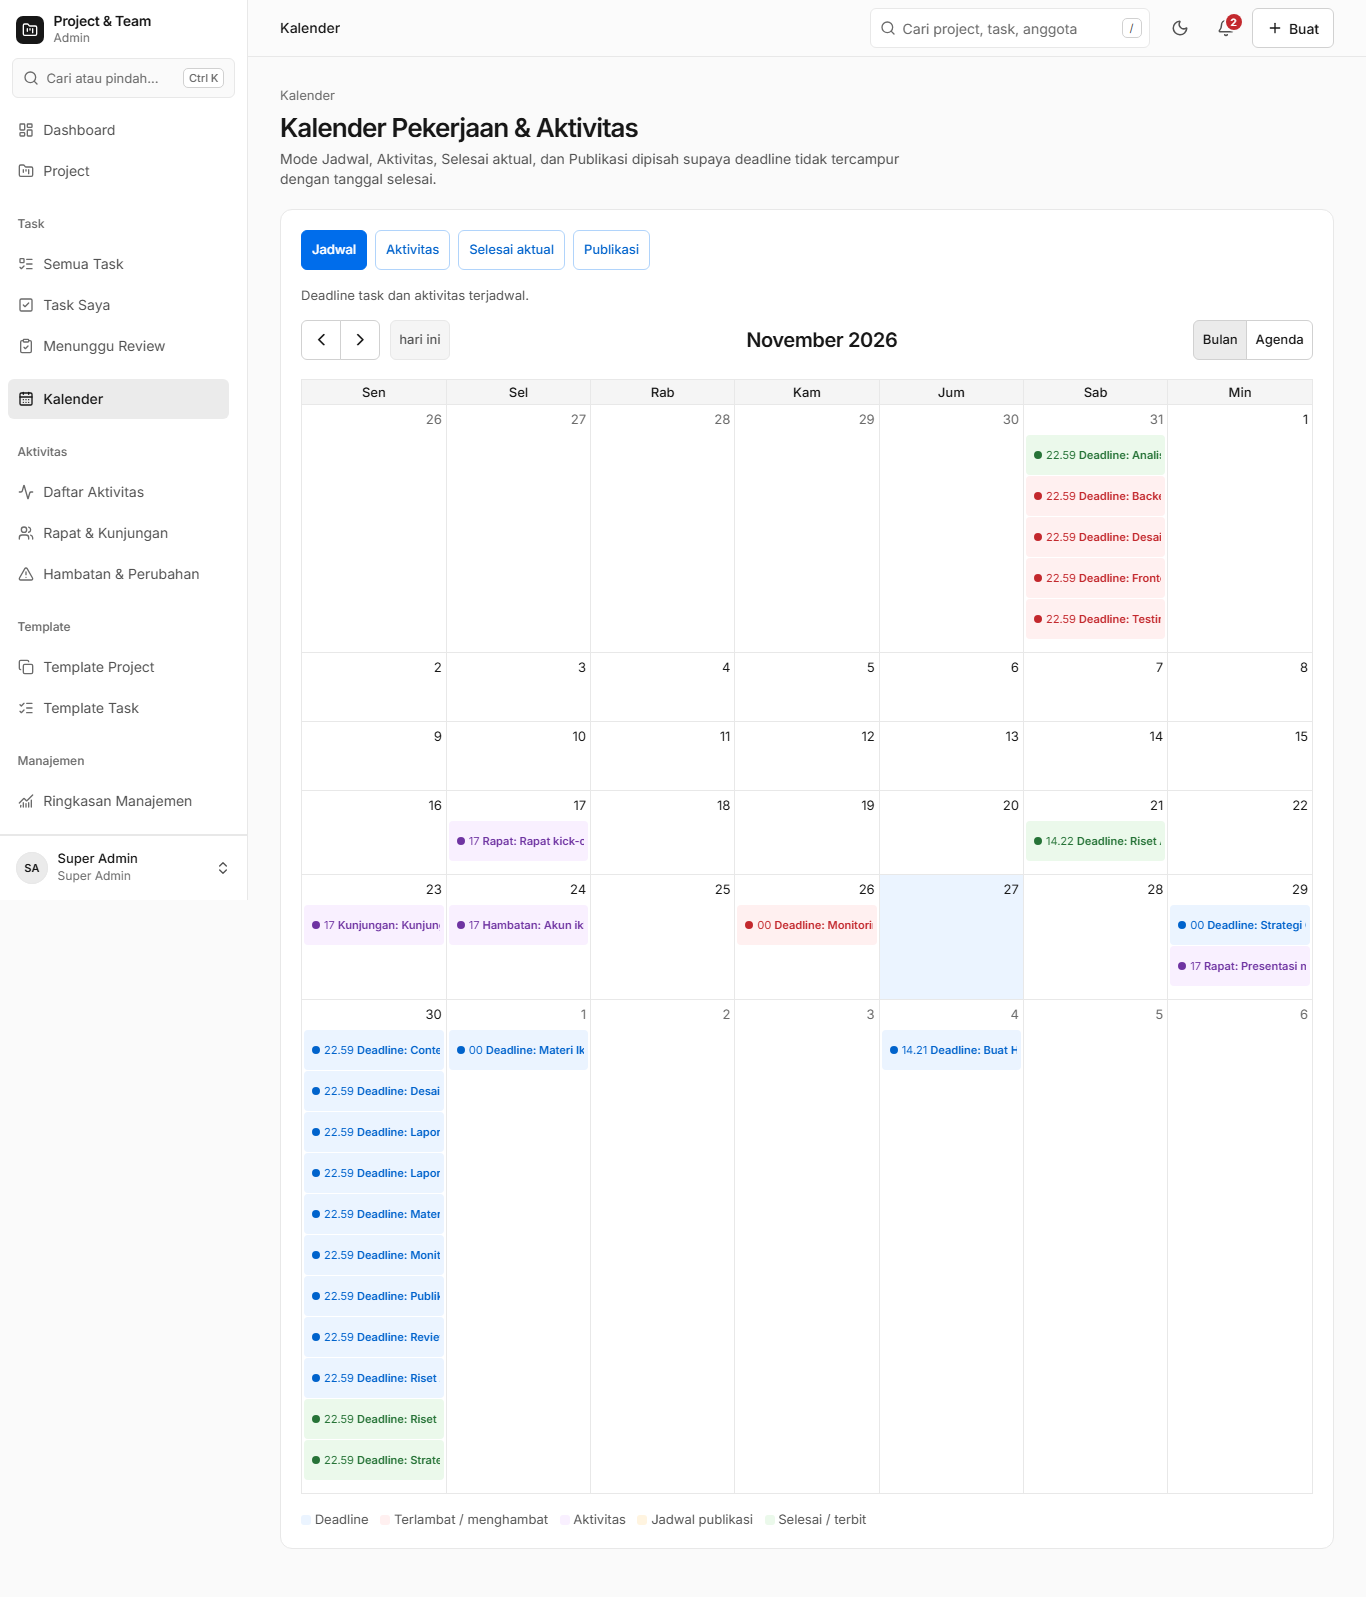 Project & Team
Admin
Cari atau pindah...
Ctrl K
Dashboard
Project
Task
Semua Task
Task Saya
Menunggu Review
Kalender
Aktivitas
Daftar Aktivitas
Rapat & Kunjungan
Hambatan & Perubahan
Template
Template Project
Template Task
Manajemen
Ringkasan Manajemen
SA
Super Admin
Super Admin
Kalender
Cari project, task, anggota
/
2
Buat
Kalender
Kalender Pekerjaan & Aktivitas
Mode Jadwal, Aktivitas, Selesai aktual, dan Publikasi dipisah supaya deadline tidak tercampur
dengan tanggal selesai.
Jadwal Aktivitas Selesai aktual Publikasi
Deadline task dan aktivitas terjadwal.
hari ini
November 2026
Bulan Agenda
Sen Sel Rab Kam Jum Sab Min
26 27 28 29 30 31 1
22.59 Deadline: Analis
22.59 Deadline: Backe
22.59 Deadline: Desai
22.59 Deadline: Fronte
22.59 Deadline: Testin
2 3 4 5 6 7 8
9 10 11 12 13 14 15
16 17 18 19 20 21 22
17 Rapat: Rapat kick-o
14.22 Deadline: Riset
23 24 25 26 27 28 29
17 Kunjungan: Kunjung
17 Hambatan: Akun ik
00 Deadline: Monitori
00 Deadline: Strategi
17 Rapat: Presentasi m
30 1 2 3 4 5 6
22.59 Deadline: Conte
00 Deadline: Materi Ik
14.21 Deadline: Buat H
22.59 Deadline: Desai
22.59 Deadline: Lapor
22.59 Deadline: Lapor
22.59 Deadline: Mater
22.59 Deadline: Monit
22.59 Deadline: Publik
22.59 Deadline: Revie
22.59 Deadline: Riset
22.59 Deadline: Riset
22.59 Deadline: Strate
Deadline Terlambat / menghambat Aktivitas Jadwal publikasi Selesai / terbit